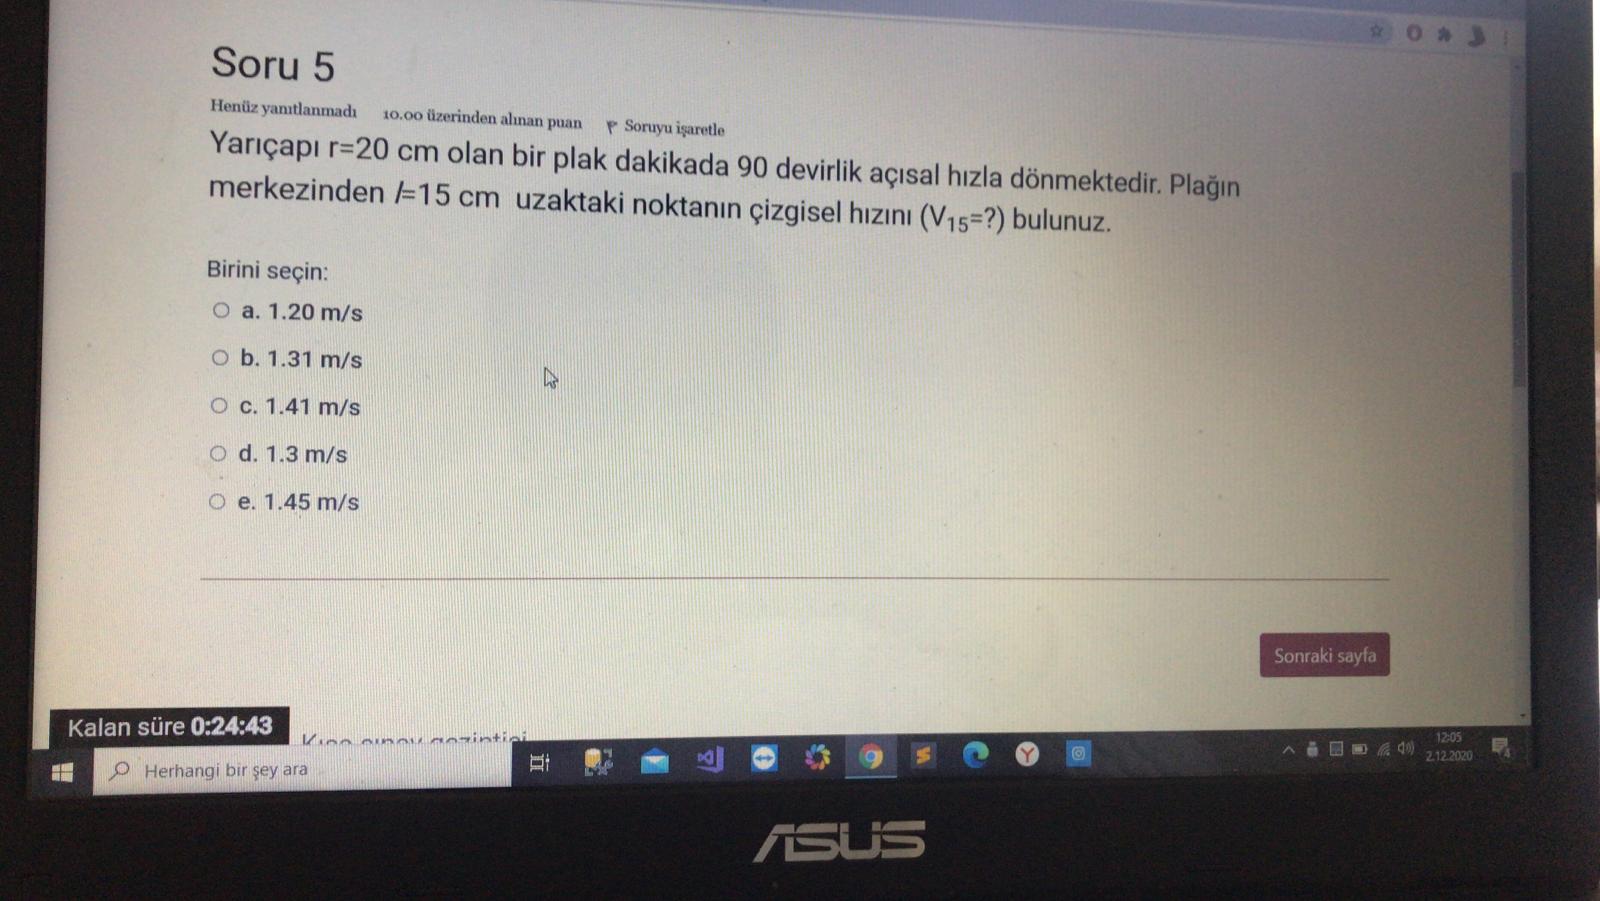 Soru 5
Henüz yanıtlanmadı 10.00 üzerinden alınan puan Soruyu işaretle
Yarıçapı r=20 cm olan bir plak dakikada 90 devirlik açısal hızla dönmektedir. Plağın
merkezinden l=15 cm uzaktaki noktanın çizgisel hızını (V15=?) bulunuz.
Birini seçin:
a. 1.20 m/s
b. 1.31 m/s
c. 1.41 m/s
d. 1.3 m/s
e. 1.45 m/s
Sonraki sayfa
Kalan süre 0:24:43
Herhangi bir şey ara
12:05
2.12.2020
ASUS